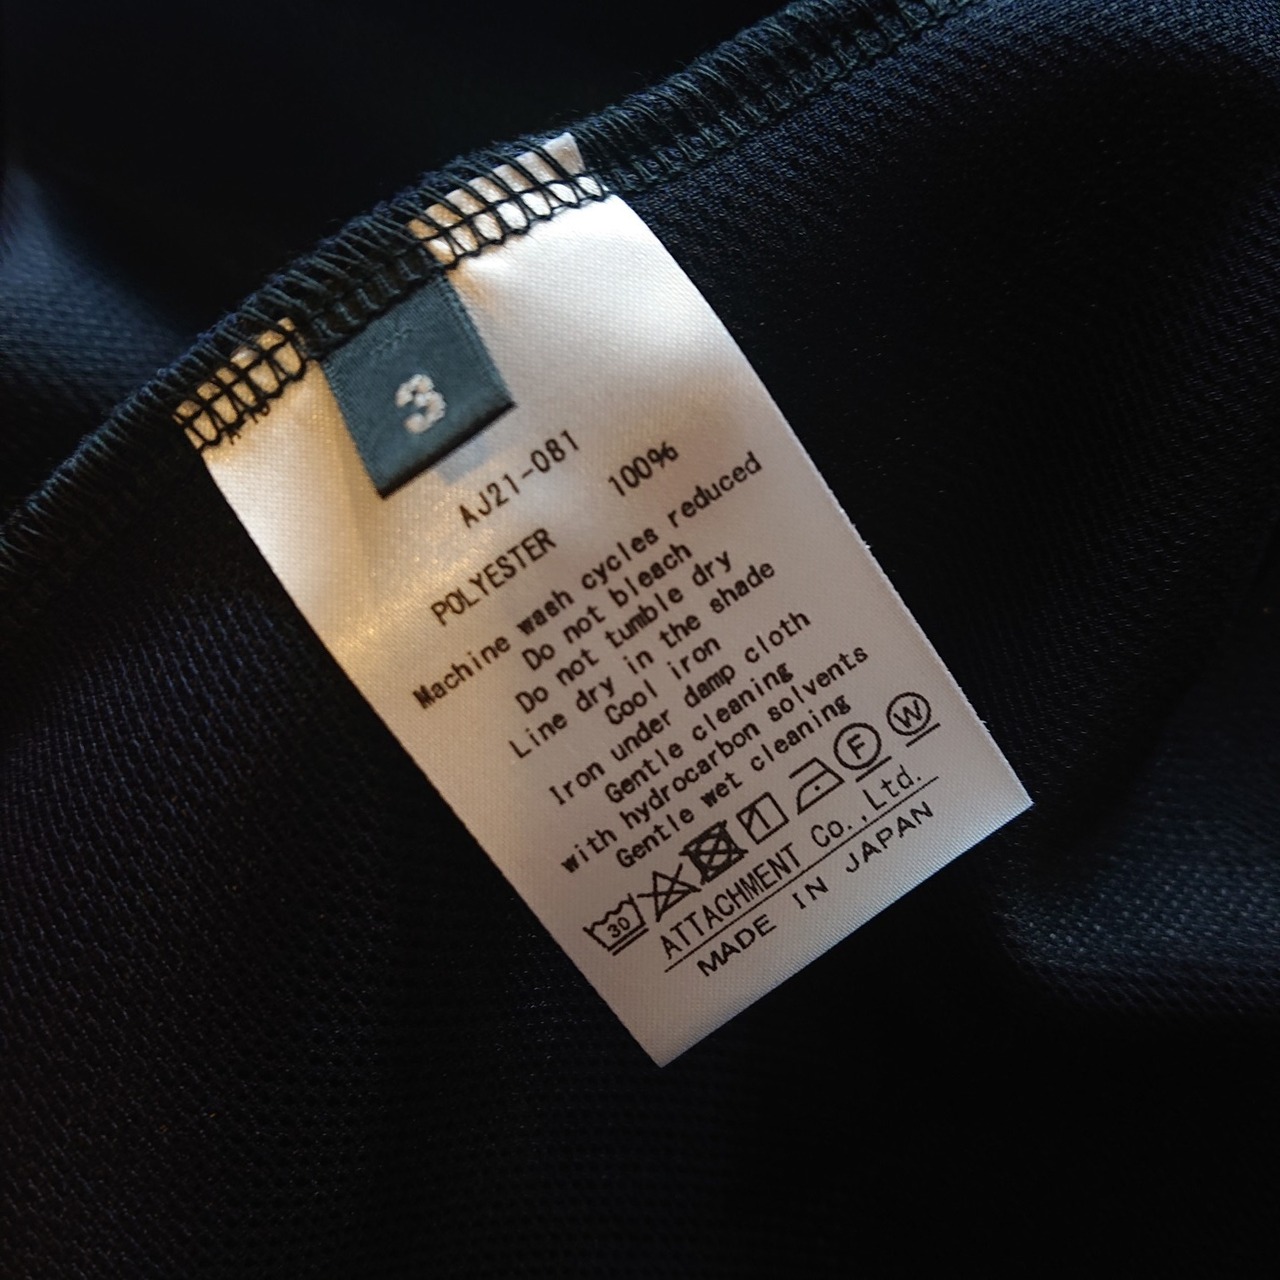 3
AJ21-081
POLYESTER 100%
Machine wash cycles reduced
Do not bleach
Do not tumble dry
Line dry in the shade
Cool iron
Iron under damp cloth
Gentle cleaning
with hydrocarbon solvents
Gentle wet cleaning
30 F W
ATTACHMENT Co.,Ltd.
MADE IN JAPAN